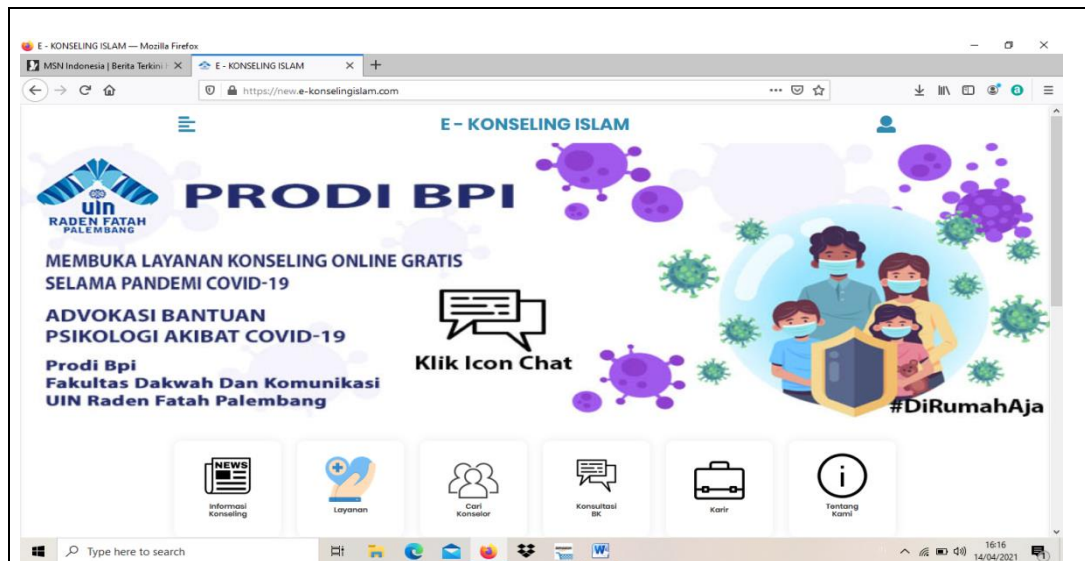 E - KONSELING ISLAM — Mozilla Firefox
MSN Indonesia | Berita Terkini
E - KONSELING ISLAM
https://new.e-konselingislam.com
E - KONSELING ISLAM
uin
RADEN FATAH
PALEMBANG
PRODI BPI
MEMBUKA LAYANAN KONSELING ONLINE GRATIS
SELAMA PANDEMI COVID-19
ADVOKASI BANTUAN
PSIKOLOGI AKIBAT COVID-19
Prodi Bpi
Fakultas Dakwah Dan Komunikasi
UIN Raden Fatah Palembang
Klik Icon Chat
#DiRumahAja
NEWS
Informasi
Konseling
Layanan
Cari
Konselor
Konsultasi
BK
Karir
Tentang
Kami
Type here to search
16:16
14/04/2021